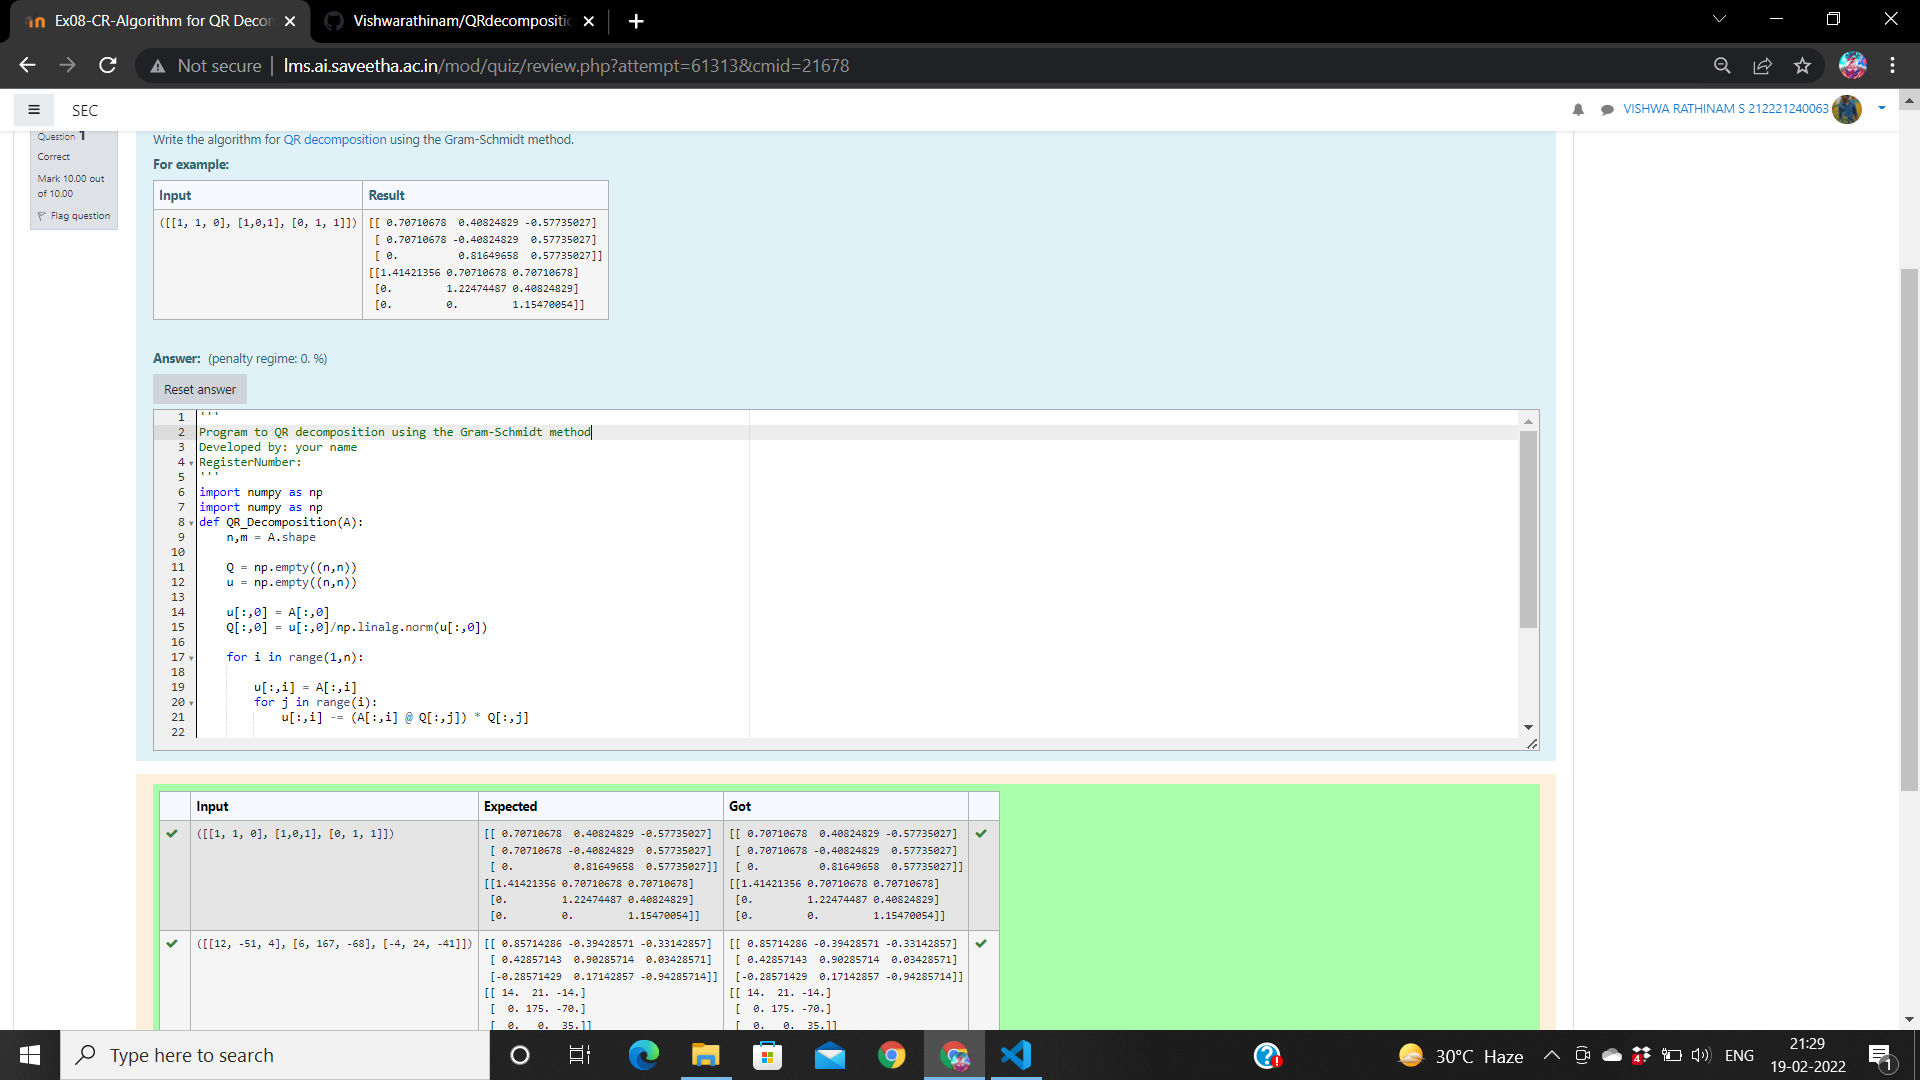 Ex08-CR-Algorithm for QR Decon
Vishwarathinam/QRdecompositic
Not secure
lms.ai.saveetha.ac.in/mod/quiz/review.php?attempt=61313&cmid=21678
SEC
VISHWA RATHINAM S 212221240063
Question 1
Correct
Mark 10.00 out
of 10.00
Flag question
Write the algorithm for QR decomposition using the Gram-Schmidt method.
For example:
Input Result
([[1, 1, 0], [1,0,1], [0, 1, 1]]) [[ 0.70710678 0.40824829 -0.57735027]
[ 0.70710678 -0.40824829 0.57735027]
[ 0. 0.81649658 0.57735027]]
[[1.41421356 0.70710678 0.70710678]
[0. 1.22474487 0.40824829]
[0. 0. 1.15470054]]
Answer: (penalty regime: 0. %)
Reset answer
1 '''
2 Program to QR decomposition using the Gram-Schmidt method
3 Developed by: your name
4 RegisterNumber:
5 '''
6 import numpy as np
7 import numpy as np
8 def QR_Decomposition(A):
9 n,m = A.shape
10
11 Q = np.empty((n,n))
12 u = np.empty((n,n))
13
14 u[:,0] = A[:,0]
15 Q[:,0] = u[:,0]/np.linalg.norm(u[:,0])
16
17 for i in range(1,n):
18
19 u[:,i] = A[:,i]
20 for j in range(i):
21 u[:,i] -= (A[:,i] @ Q[:,j]) * Q[:,j]
22
Input Expected Got
([[1, 1, 0], [1,0,1], [0, 1, 1]]) [[ 0.70710678 0.40824829 -0.57735027] [[ 0.70710678 0.40824829 -0.57735027]
[ 0.70710678 -0.40824829 0.57735027] [ 0.70710678 -0.40824829 0.57735027]
[ 0. 0.81649658 0.57735027]] [ 0. 0.81649658 0.57735027]]
[[1.41421356 0.70710678 0.70710678] [[1.41421356 0.70710678 0.70710678]
[0. 1.22474487 0.40824829] [0. 1.22474487 0.40824829]
[0. 0. 1.15470054]] [0. 0. 1.15470054]]
([[12, -51, 4], [6, 167, -68], [-4, 24, -41]]) [[ 0.85714286 -0.39428571 -0.33142857] [[ 0.85714286 -0.39428571 -0.33142857]
[ 0.42857143 0.90285714 0.03428571] [ 0.42857143 0.90285714 0.03428571]
[-0.28571429 0.17142857 -0.94285714]] [-0.28571429 0.17142857 -0.94285714]]
[[ 14. 21. -14.] [[ 14. 21. -14.]
[ 0. 175. -70.] [ 0. 175. -70.]
[ 0. 0. 35.]] [ 0. 0. 35.]]
Type here to search
4
30°C Haze
ENG
21:29
19-02-2022
1